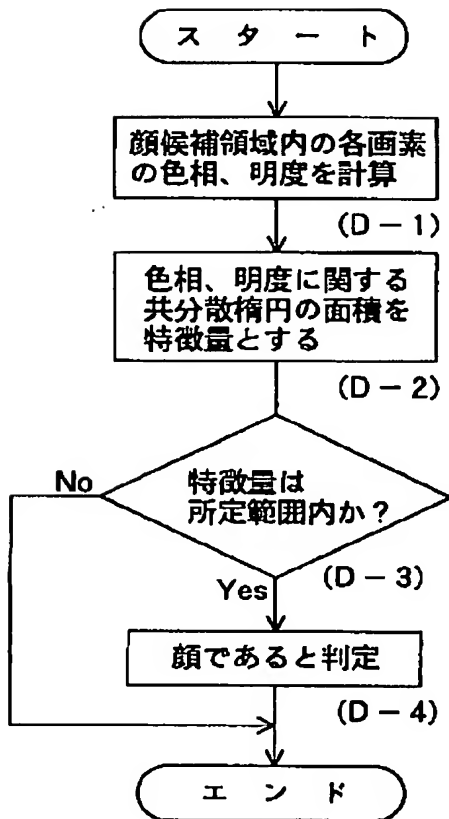 スタート
顔候補領域内の各画素
の色相、明度を計算
(D-1)
色相、明度に関する
共分散楕円の面積を
特徴量とする
(D-2)
No
特徴量は
所定範囲内か?
(D-3)
Yes
顔であると判定
(D-4)
エンド